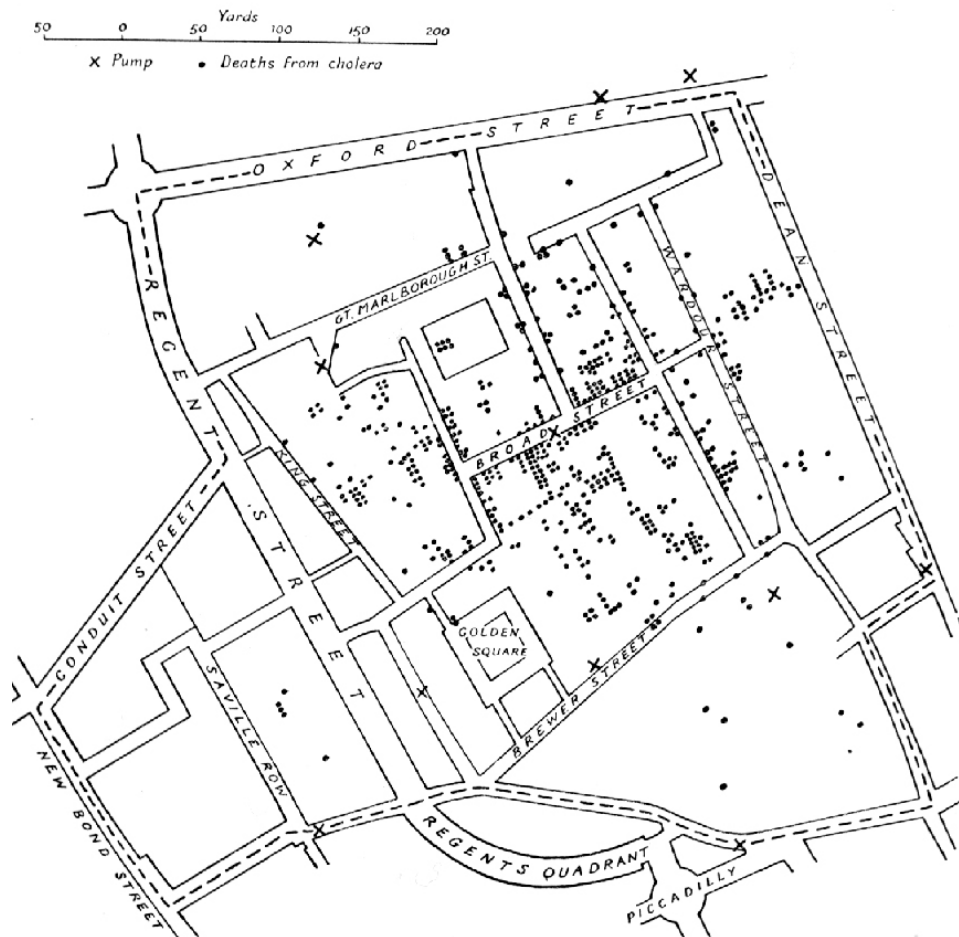 Yards
50 0 50 100 150 200
x Pump • Deaths from cholera
OXFORD STREET
DEAN STREET
WARDOUR STREET
GT. MARLBOROUGH ST.
REGENT STREET
BROAD STREET
KING STREET
CONDUIT STREET
GOLDEN
SQUARE
SAVILLE ROW
BREWER STREET
NEW BOND STREET
REGENTS QUADRANT
PICCADILLY